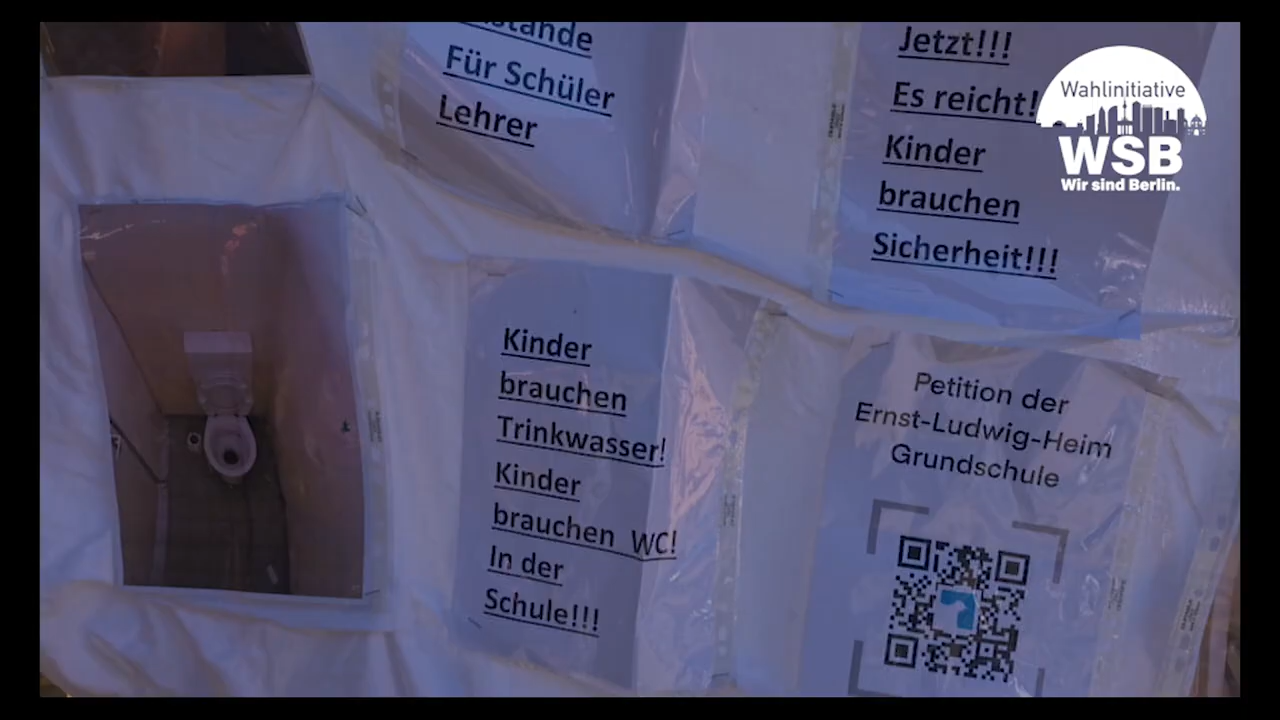 Für Schüler
Lehrer
Jetzt!!!
Es reicht!
Kinder
brauchen
Sicherheit!!!
Wahlinitiative
WSB
Wir sind Berlin.
Kinder
brauchen
Trinkwasser!
Kinder
brauchen WC!
In der
Schule!!!
Petition der
Ernst-Ludwig-Heim
Grundschule